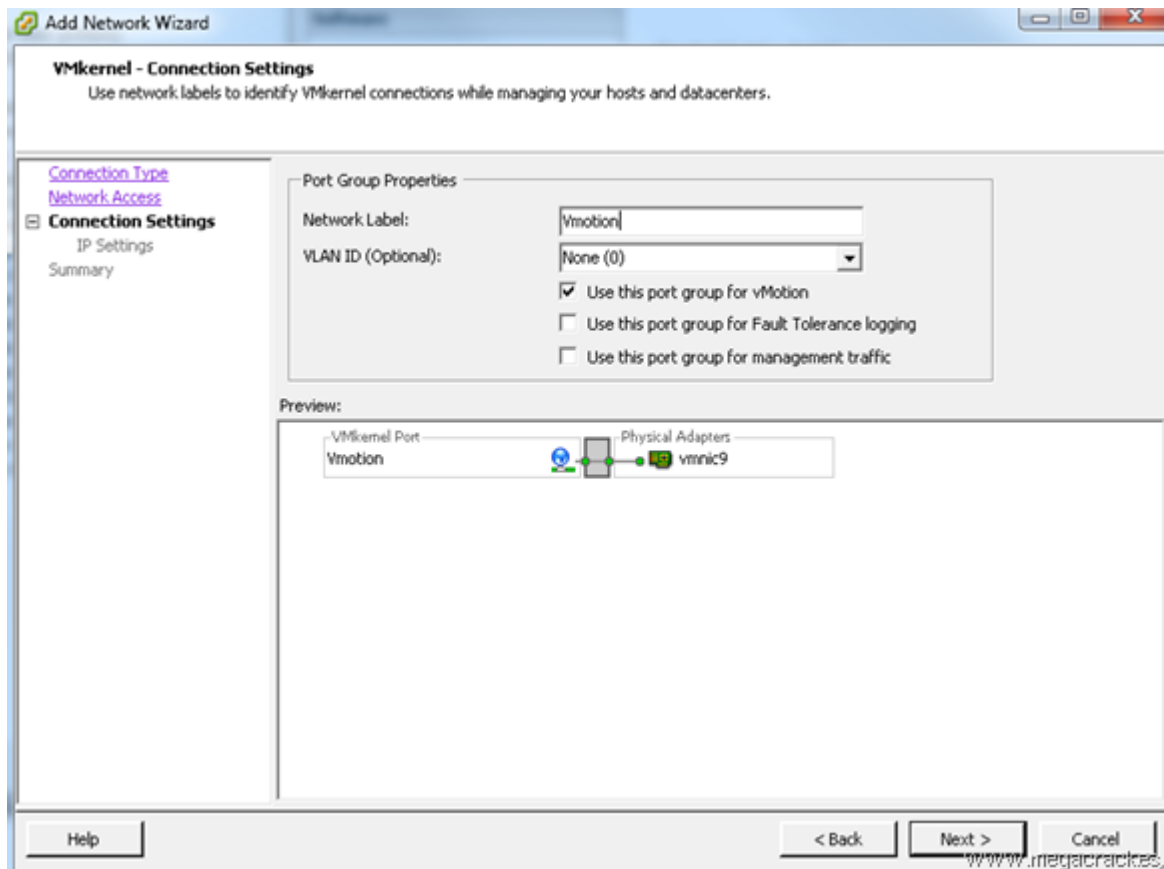 Add Network Wizard
VMkernel - Connection Settings
Use network labels to identify VMkernel connections while managing your hosts and datacenters.
Connection Type
Network Access
Connection Settings
IP Settings
Summary
Port Group Properties
Network Label:
Vmotion
VLAN ID (Optional):
None (0)
Use this port group for vMotion
Use this port group for Fault Tolerance logging
Use this port group for management traffic
Preview:
VMkernel Port
Vmotion
Physical Adapters
vmnic9
Help
< Back
Next >
Cancel
www.megacrack.es